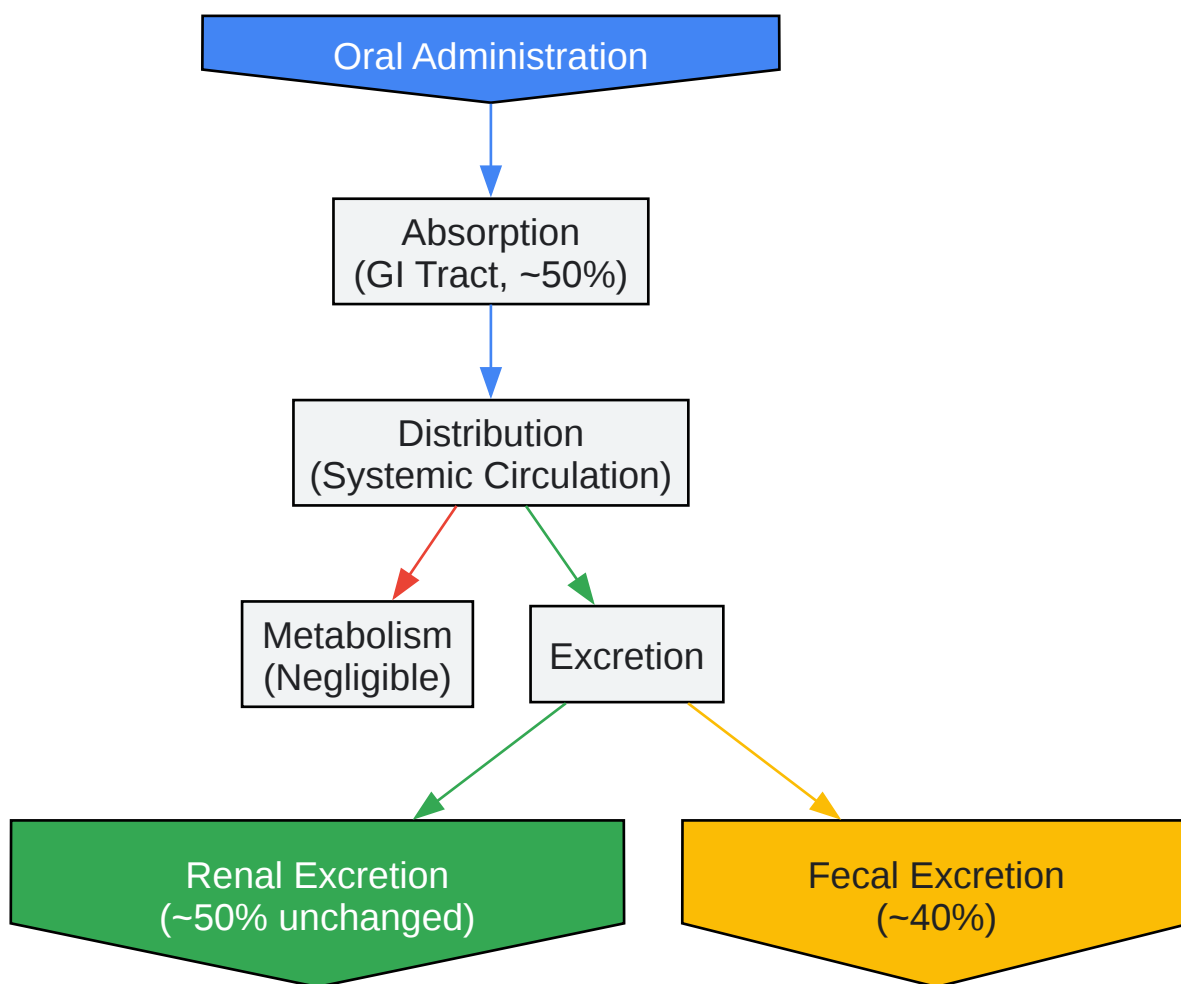 Oral Administration
Absorption
(GI Tract, ~50%)
Distribution
(Systemic Circulation)
Metabolism
(Negligible)
Excretion
Renal Excretion
(~50% unchanged)
Fecal Excretion
(~40%)